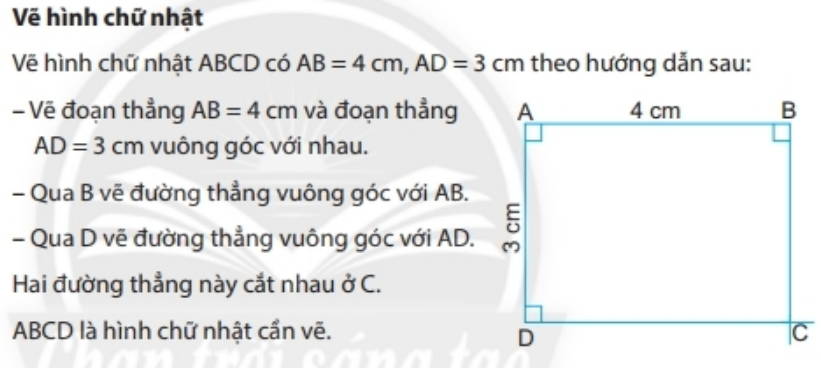 Vẽ hình chữ nhật
Vẽ hình chữ nhật ABCD có AB = 4 cm, AD = 3 cm theo hướng dẫn sau:
– Vẽ đoạn thẳng AB = 4 cm và đoạn thẳng
AD = 3 cm vuông góc với nhau.
– Qua B vẽ đường thẳng vuông góc với AB.
– Qua D vẽ đường thẳng vuông góc với AD.
Hai đường thẳng này cắt nhau ở C.
ABCD là hình chữ nhật cần vẽ.
A 4 cm B
3 cm
D C
Chân trời sáng tạo